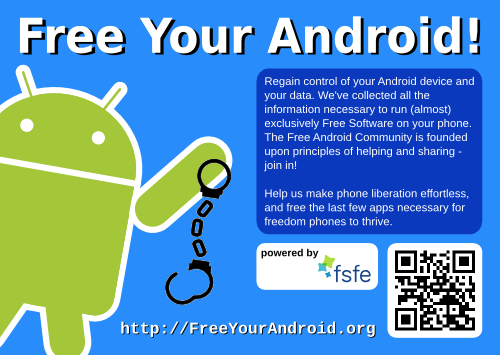 Free Your Android!
Regain control of your Android device and
your data. We've collected all the
information necessary to run (almost)
exclusively Free Software on your phone.
The Free Android Community is founded
upon principles of helping and sharing -
join in!
Help us make phone liberation effortless,
and free the last few apps necessary for
freedom phones to thrive.
powered by
fsfe
http://FreeYourAndroid.org